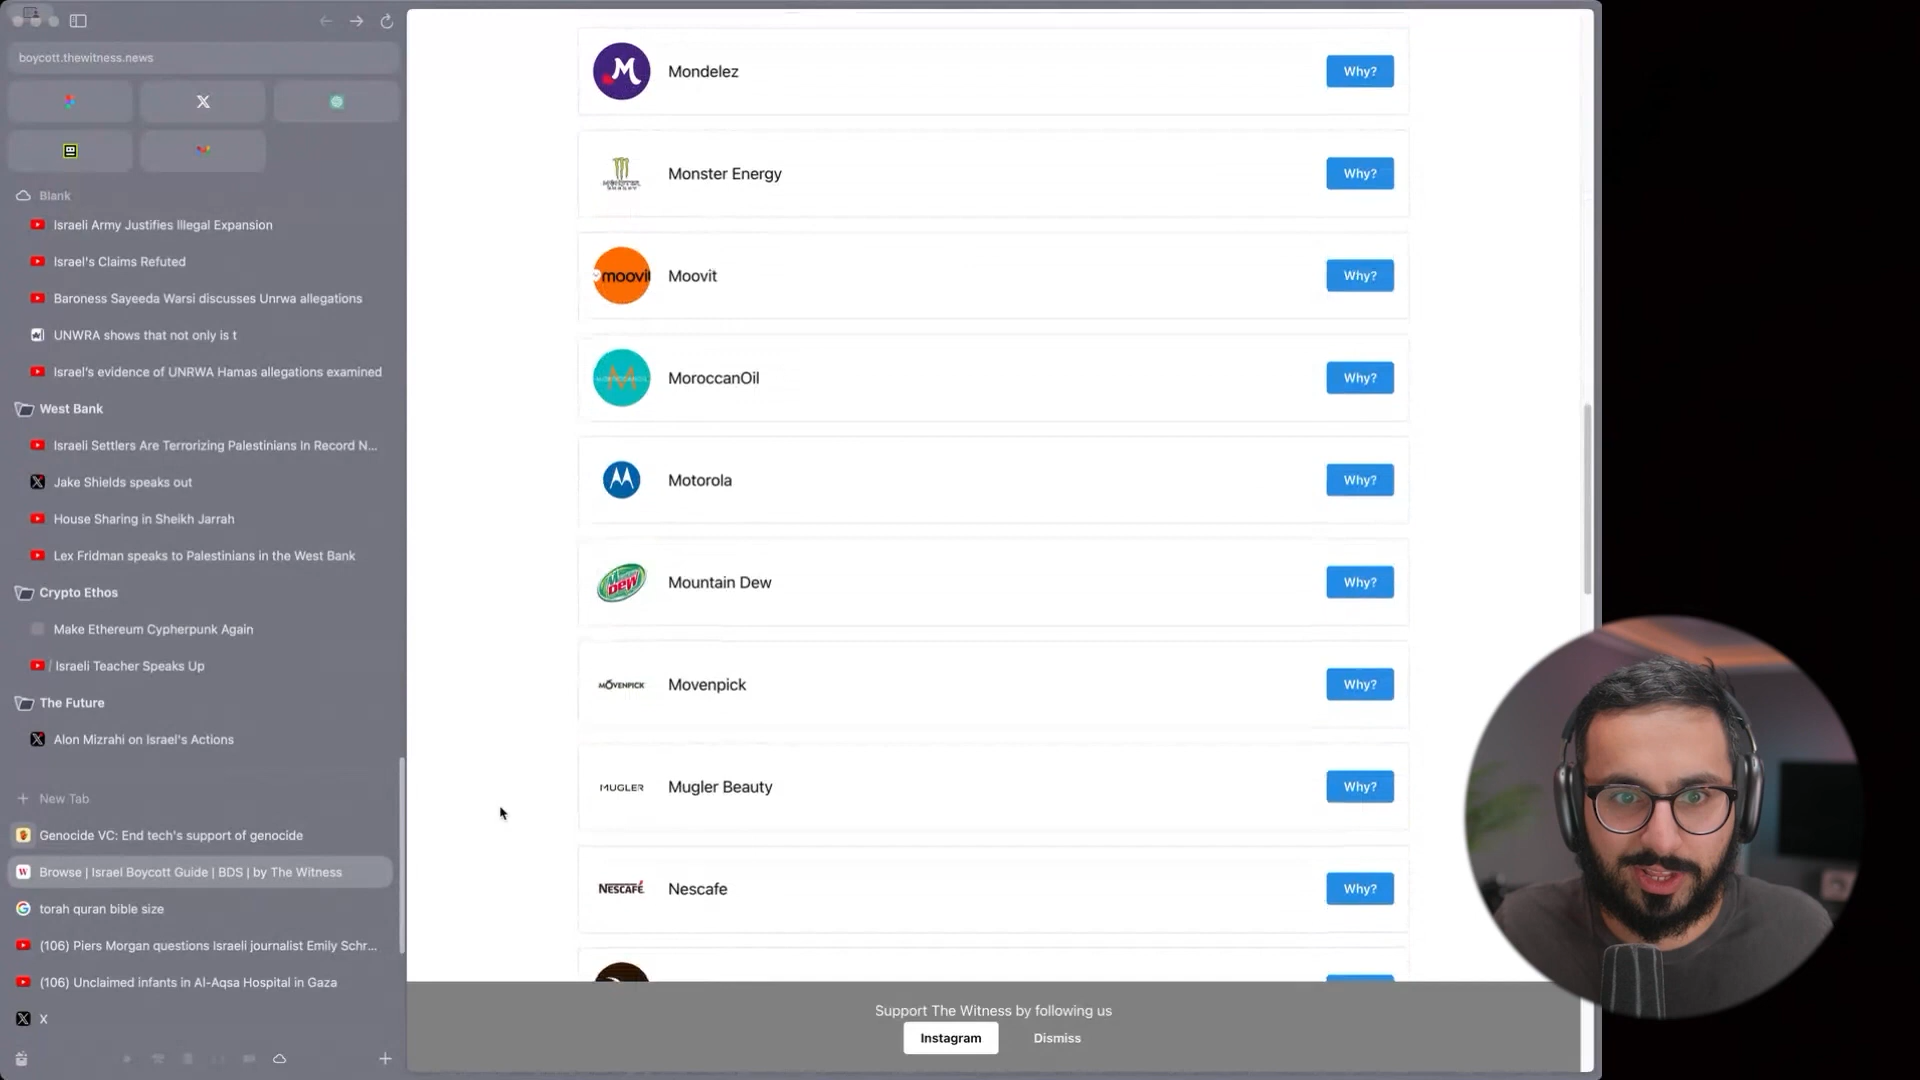 boycott.thewitness.news
Blank
Israeli Army Justifies Illegal Expansion
Israel's Claims Refuted
Baroness Sayeeda Warsi discusses Unrwa allegations
UNWRA shows that not only is t
Israel's evidence of UNRWA Hamas allegations examined
West Bank
Israeli Settlers Are Terrorizing Palestinians In Record N...
Jake Shields speaks out
House Sharing in Sheikh Jarrah
Lex Fridman speaks to Palestinians in the West Bank
Crypto Ethos
Make Ethereum Cypherpunk Again
/ Israeli Teacher Speaks Up
The Future
Alon Mizrahi on Israel's Actions
+ New Tab
Genocide VC: End tech's support of genocide
Browse | Israel Boycott Guide | BDS | by The Witness
torah quran bible size
(106) Piers Morgan questions Israeli journalist Emily Schr...
(106) Unclaimed infants in Al-Aqsa Hospital in Gaza
X
M Mondelez Why?
MONSTER ENERGY Monster Energy Why?
moovit Moovit Why?
MOROCCANOIL M MoroccanOil Why?
Motorola Why?
Mtn Dew Mountain Dew Why?
MÖVENPICK Movenpick Why?
MUGLER Mugler Beauty Why?
NESCAFÉ Nescafe Why?
Support The Witness by following us
Instagram Dismiss